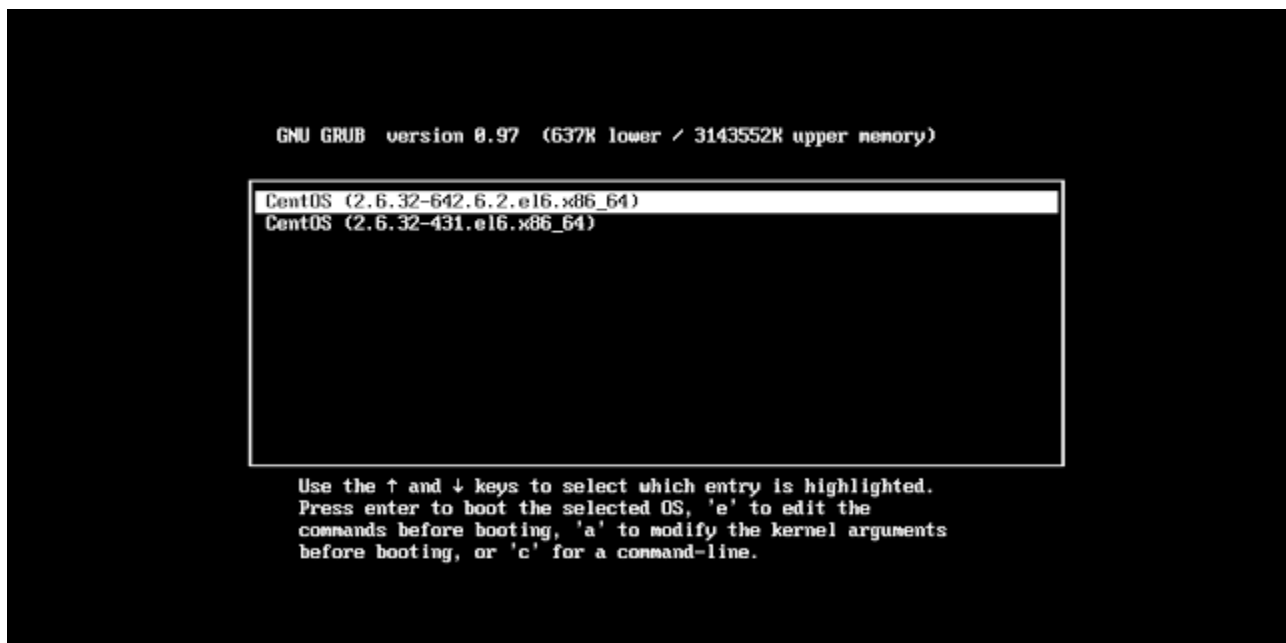 GNU GRUB  version 0.97  (637K lower / 3143552K upper memory)
CentOS (2.6.32-642.6.2.el6.x86_64)
CentOS (2.6.32-431.el6.x86_64)
Use the ↑ and ↓ keys to select which entry is highlighted.
Press enter to boot the selected OS, 'e' to edit the
commands before booting, 'a' to modify the kernel arguments
before booting, or 'c' for a command-line.